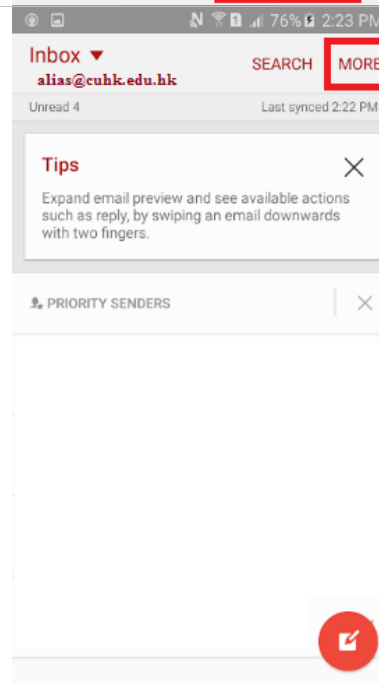 76% 2:23 PM
Inbox
SEARCH MORE
alias@cuhk.edu.hk
Unread 4 Last synced 2:22 PM
Tips
Expand email preview and see available actions
such as reply, by swiping an email downwards
with two fingers.
PRIORITY SENDERS